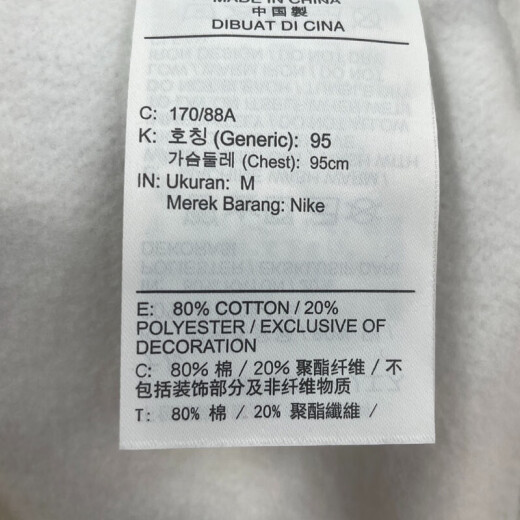 MADE IN CHINA
中国製
DIBUAT DI CINA
C: 170/88A
K: 호칭 (Generic): 95
가슴둘레 (Chest): 95cm
IN: Ukuran: M
Merek Barang: Nike
E: 80% COTTON / 20%
POLYESTER / EXCLUSIVE OF
DECORATION
C: 80% 棉 / 20% 聚酯纤维 / 不
包括装饰部分及非纤维物质
T: 80% 棉 / 20% 聚酯纖維 /